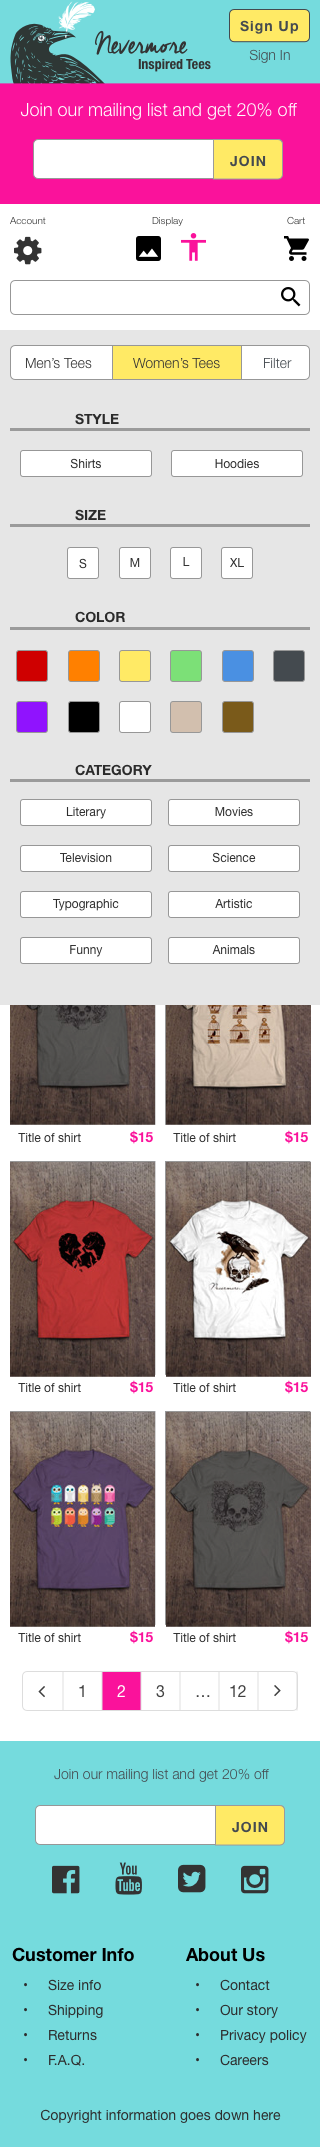 Nevermore
Inspired Tees
Sign Up
Sign In
Join our mailing list and get 20% off
JOIN
Account
Display
Cart
Men's Tees
Women's Tees
Filter
STYLE
Shirts
Hoodies
SIZE
S
M
L
XL
COLOR
CATEGORY
Literary
Movies
Television
Science
Typographic
Artistic
Funny
Animals
Title of shirt
$15
Title of shirt
$15
Nevermore
Title of shirt
$15
Title of shirt
$15
Title of shirt
$15
Title of shirt
$15
1
2
3
...
12
Join our mailing list and get 20% off
JOIN
You
Tube
Customer Info
• Size info
• Shipping
• Returns
• F.A.Q.
About Us
• Contact
• Our story
• Privacy policy
• Careers
Copyright information goes down here